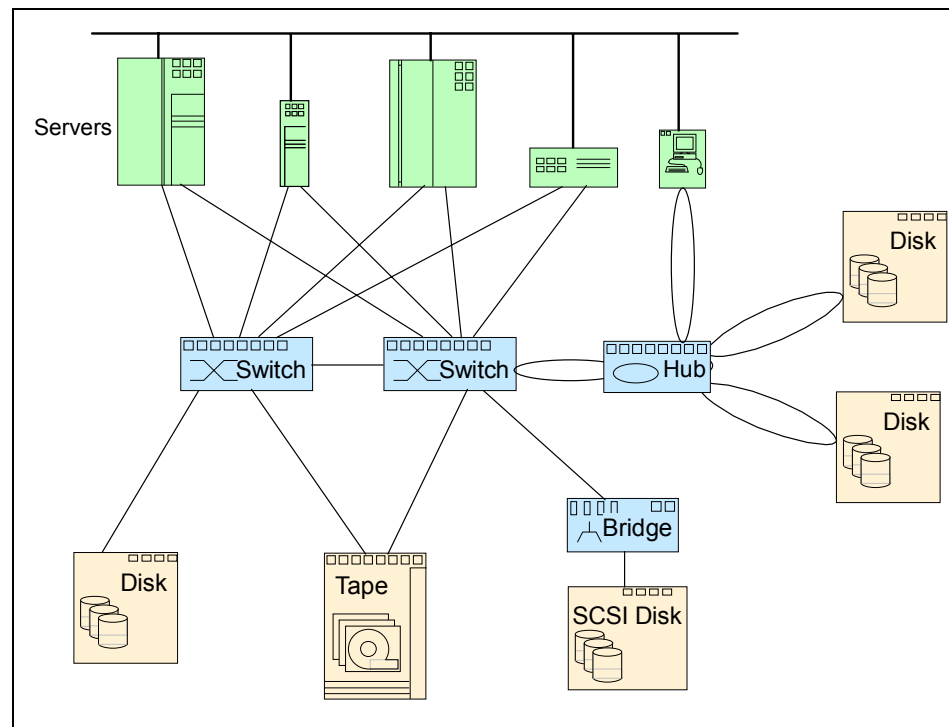 Servers
Disk
Switch
Switch
Hub
Disk
Bridge
Disk
Tape
SCSI Disk